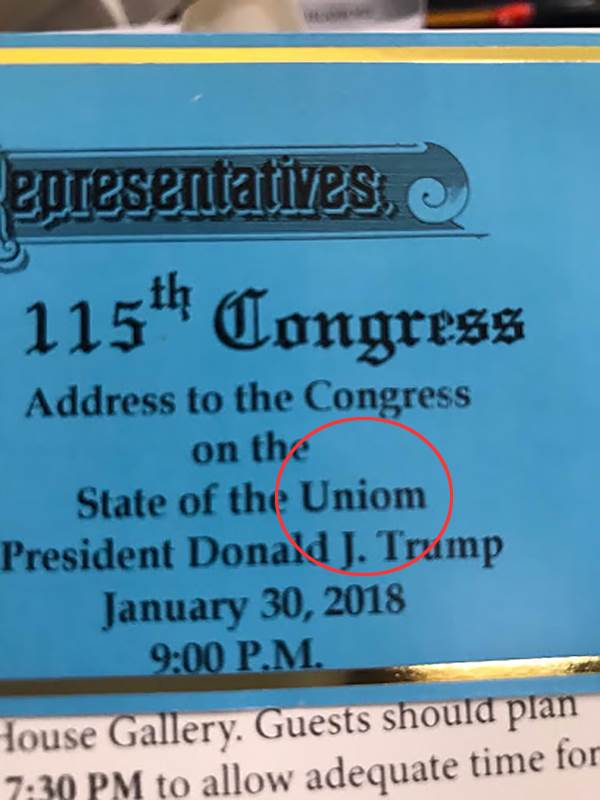 epresentatives,
115th Congress
Address to the Congress
on the
State of the Uniom
President Donald J. Trump
January 30, 2018
9:00 P.M.
House Gallery. Guests should plan
7:30 PM to allow adequate time for